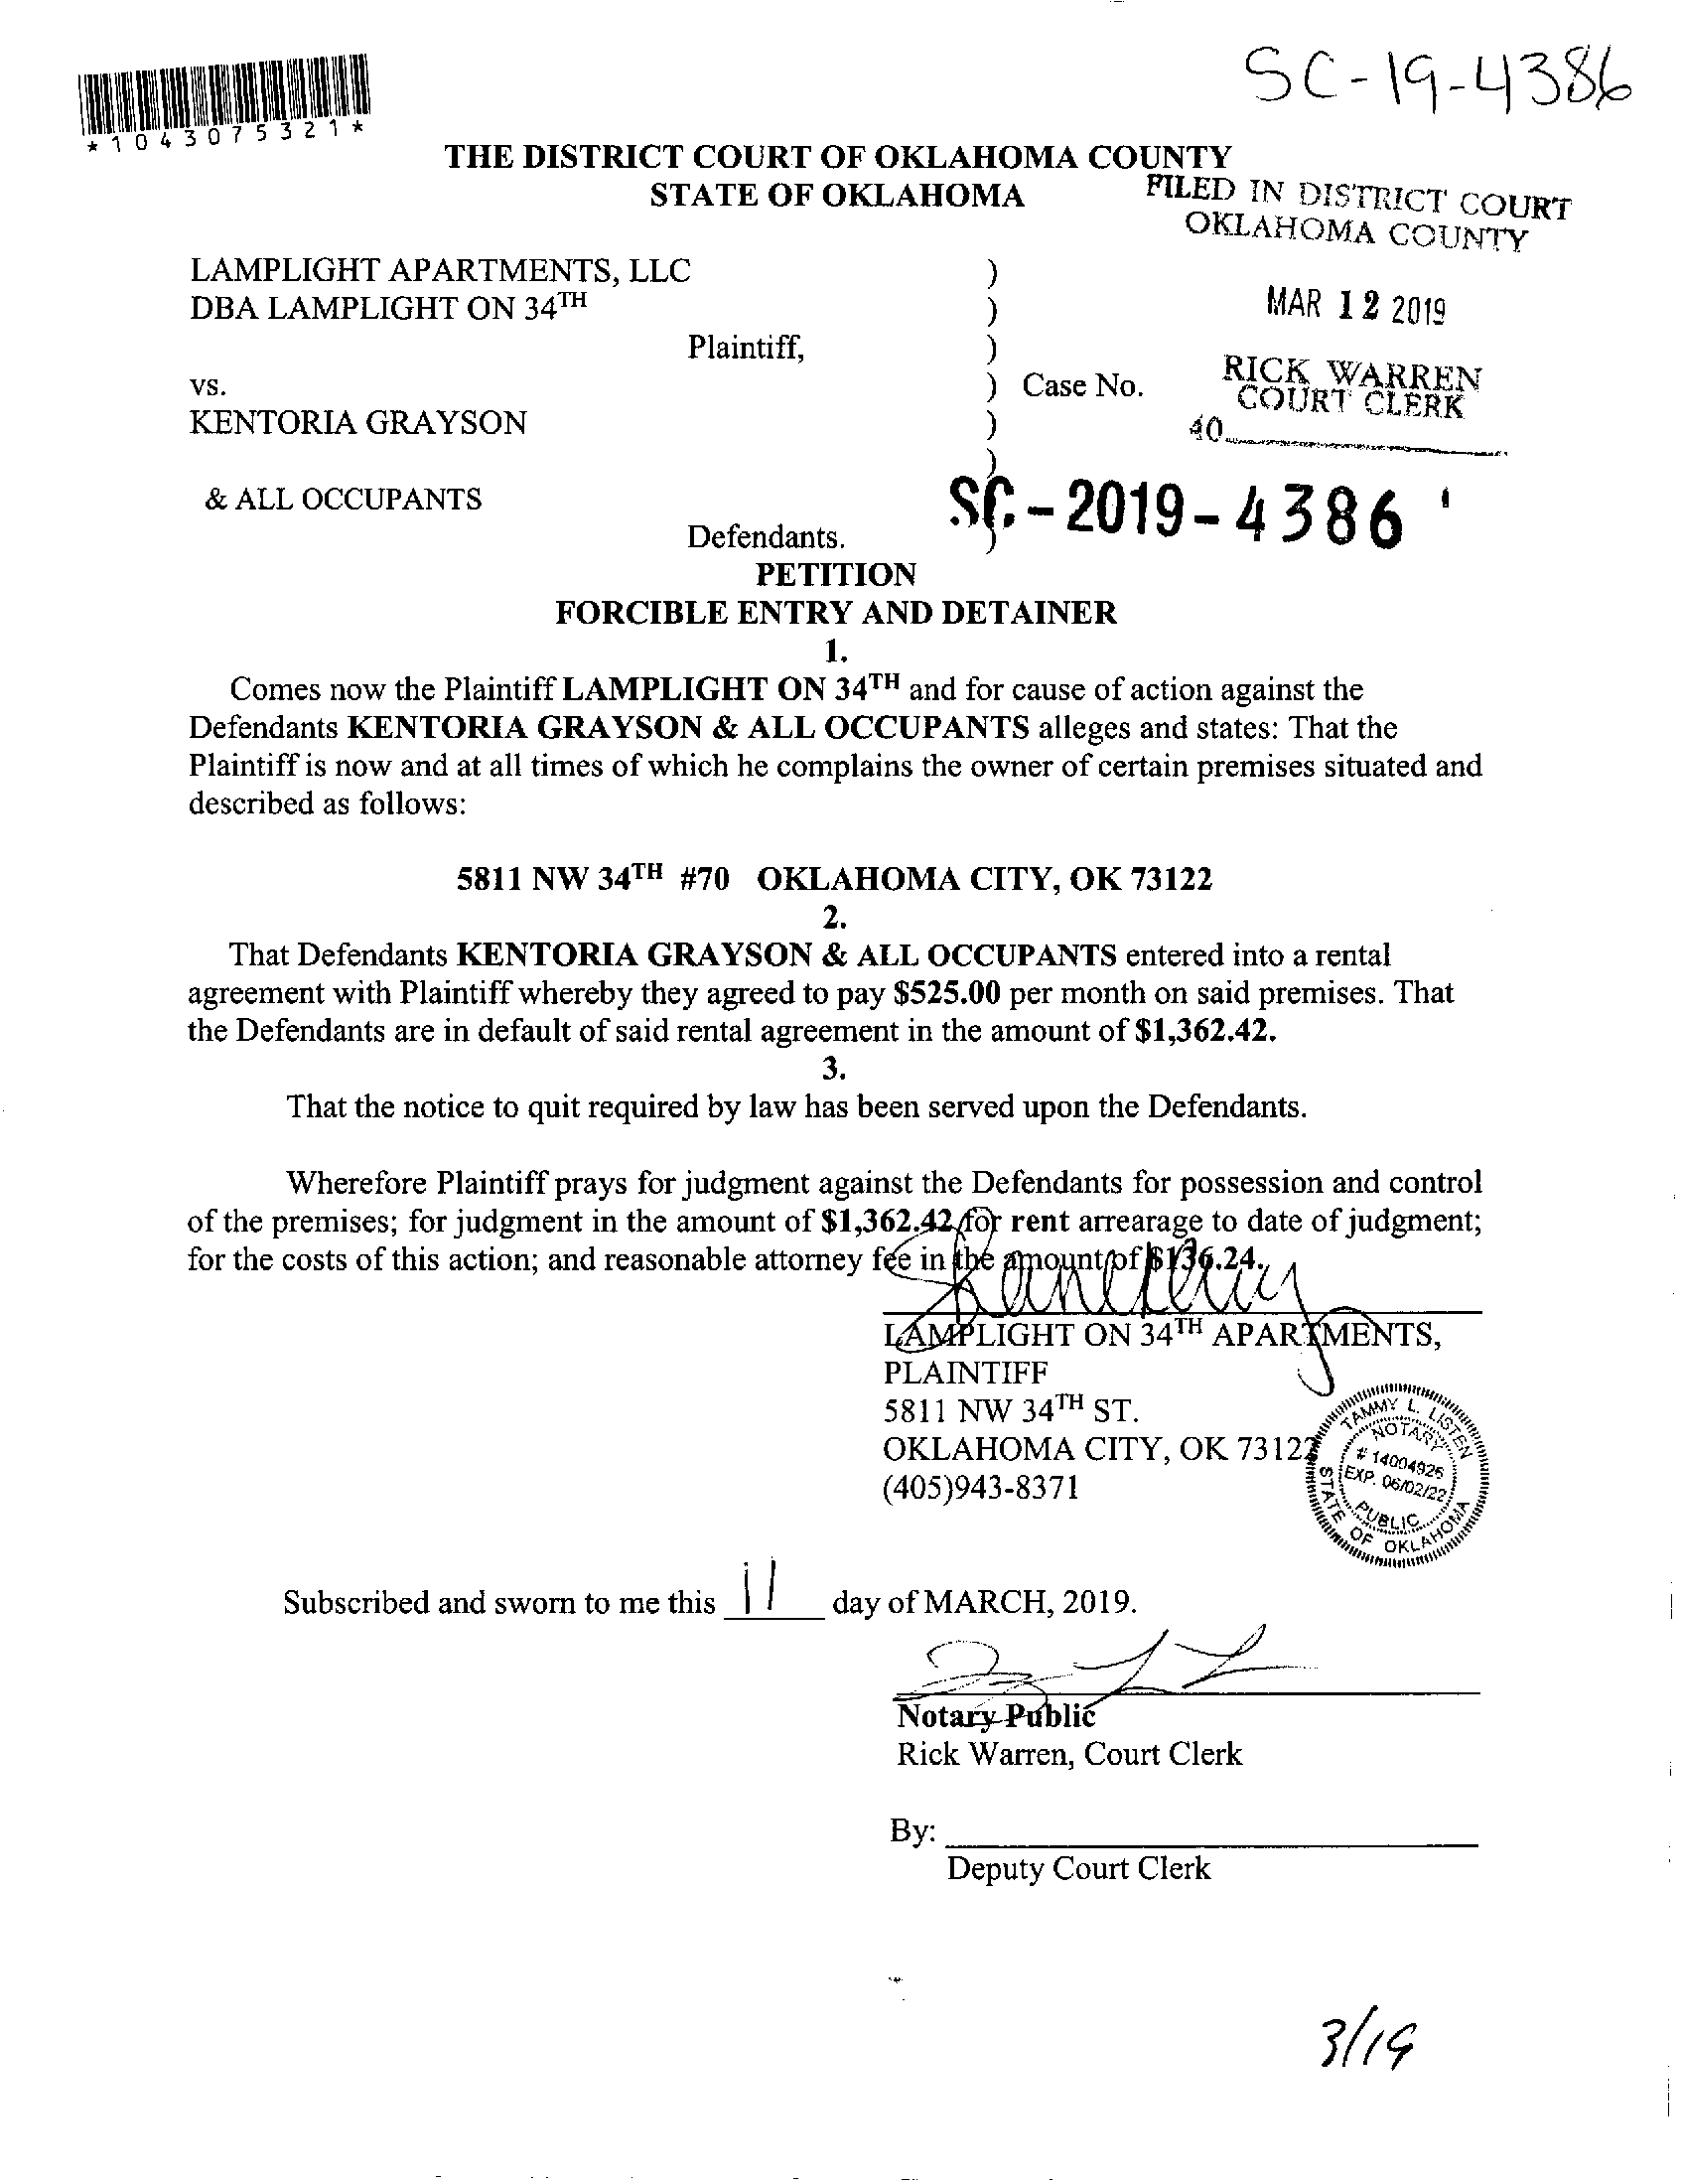 SC-19-4386
*1043075321*
THE DISTRICT COURT OF OKLAHOMA COUNTY
STATE OF OKLAHOMA
FILED IN DISTRICT COURT
OKLAHOMA COUNTY
LAMPLIGHT APARTMENTS, LLC )
DBA LAMPLIGHT ON 34TH )
MAR 12 2019
Plaintiff, )
RICK WARREN
COURT CLERK
vs. ) Case No.
KENTORIA GRAYSON )
40
)
& ALL OCCUPANTS
SC-2019-4386
Defendants. )
PETITION
FORCIBLE ENTRY AND DETAINER
1.
Comes now the Plaintiff LAMPLIGHT ON 34TH and for cause of action against the
Defendants KENTORIA GRAYSON & ALL OCCUPANTS alleges and states: That the
Plaintiff is now and at all times of which he complains the owner of certain premises situated and
described as follows:
5811 NW 34TH #70 OKLAHOMA CITY, OK 73122
2.
That Defendants KENTORIA GRAYSON & ALL OCCUPANTS entered into a rental
agreement with Plaintiff whereby they agreed to pay $525.00 per month on said premises. That
the Defendants are in default of said rental agreement in the amount of $1,362.42.
3.
That the notice to quit required by law has been served upon the Defendants.
Wherefore Plaintiff prays for judgment against the Defendants for possession and control
of the premises; for judgment in the amount of $1,362.42 for rent arrearage to date of judgment;
for the costs of this action; and reasonable attorney fee in the amount of $136.24.
LAMPLIGHT ON 34TH APARTMENTS,
PLAINTIFF
5811 NW 34TH ST.
OKLAHOMA CITY, OK 73122
(405)943-8371
TAMMY L. LISTEN
NOTARY
# 14004926
EXP. 06/02/22
PUBLIC
STATE OF OKLAHOMA
Subscribed and sworn to me this 11 day of MARCH, 2019.
Notary Public
Rick Warren, Court Clerk
By:
Deputy Court Clerk
3/19